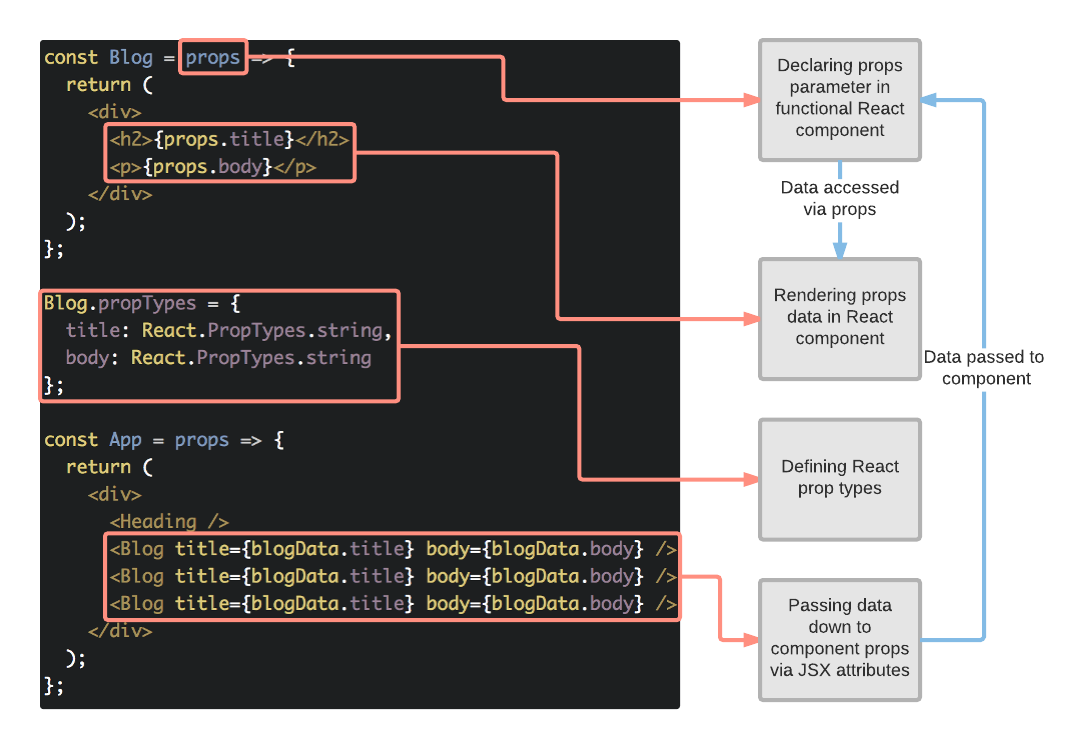 const Blog = props => {
return (
<div>
<h2>{props.title}</h2>
<p>{props.body}</p>
</div>
);
};
Blog.propTypes = {
title: React.PropTypes.string,
body: React.PropTypes.string
};
const App = props => {
return (
<div>
<Heading />
<Blog title={blogData.title} body={blogData.body} />
<Blog title={blogData.title} body={blogData.body} />
<Blog title={blogData.title} body={blogData.body} />
</div>
);
};
Declaring props
parameter in
functional React
component
Data accessed
via props
Rendering props
data in React
component
Data passed to
component
Defining React
prop types
Passing data
down to
component props
via JSX attributes